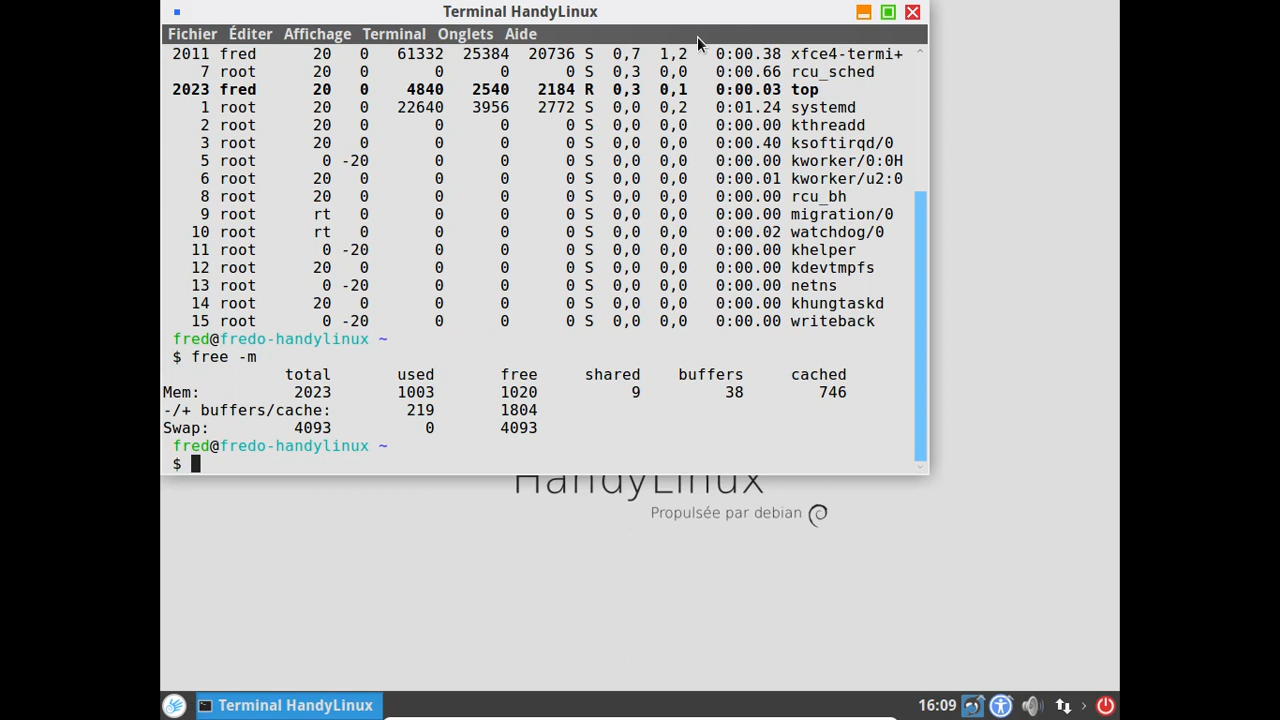 Terminal HandyLinux
Fichier Éditer Affichage Terminal Onglets Aide
2011 fred 20 0 61332 25384 20736 S 0,7 1,2 0:00.38 xfce4-termi+
7 root 20 0 0 0 0 S 0,3 0,0 0:00.66 rcu_sched
2023 fred 20 0 4840 2540 2184 R 0,3 0,1 0:00.03 top
1 root 20 0 22640 3956 2772 S 0,0 0,2 0:01.24 systemd
2 root 20 0 0 0 0 S 0,0 0,0 0:00.00 kthreadd
3 root 20 0 0 0 0 S 0,0 0,0 0:00.40 ksoftirqd/0
5 root 0 -20 0 0 0 S 0,0 0,0 0:00.00 kworker/0:0H
6 root 20 0 0 0 0 S 0,0 0,0 0:00.01 kworker/u2:0
8 root 20 0 0 0 0 S 0,0 0,0 0:00.00 rcu_bh
9 root rt 0 0 0 0 S 0,0 0,0 0:00.00 migration/0
10 root rt 0 0 0 0 S 0,0 0,0 0:00.02 watchdog/0
11 root 0 -20 0 0 0 S 0,0 0,0 0:00.00 khelper
12 root 20 0 0 0 0 S 0,0 0,0 0:00.00 kdevtmpfs
13 root 0 -20 0 0 0 S 0,0 0,0 0:00.00 netns
14 root 20 0 0 0 0 S 0,0 0,0 0:00.00 khungtaskd
15 root 0 -20 0 0 0 S 0,0 0,0 0:00.00 writeback
fred@fredo-handylinux ~
$ free -m
total used free shared buffers cached
Mem: 2023 1003 1020 9 38 746
-/+ buffers/cache: 219 1804
Swap: 4093 0 4093
fred@fredo-handylinux ~
$
HandyLinux
Propulsée par debian
Terminal HandyLinux 16:09